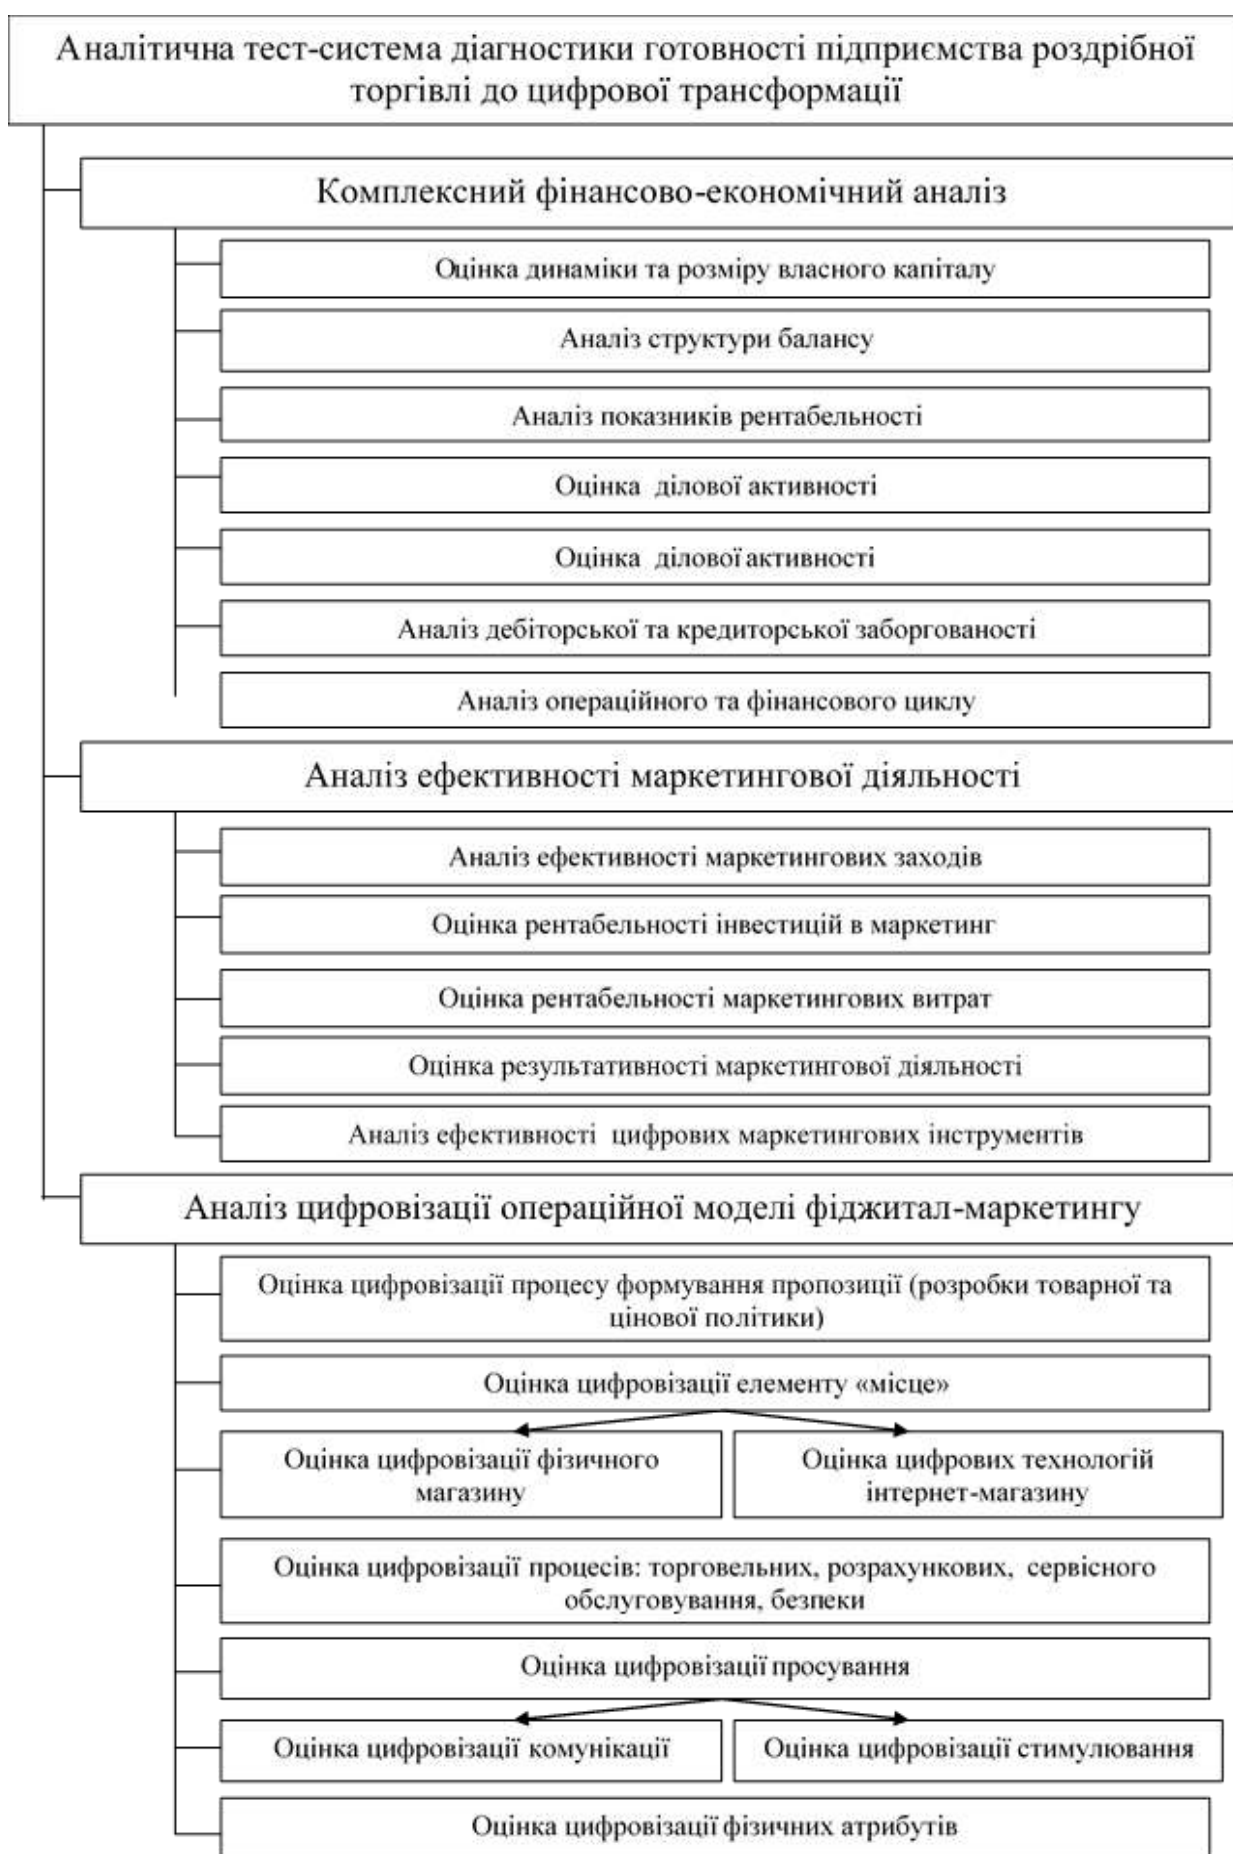 Аналітична тест-система діагностики готовності підприємства роздрібної
торгівлі до цифрової трансформації
Комплексний фінансово-економічний аналіз
Оцінка динаміки та розміру власного капіталу
Аналіз структури балансу
Аналіз показників рентабельності
Оцінка ділової активності
Оцінка ділової активності
Аналіз дебіторської та кредиторської заборгованості
Аналіз операційного та фінансового циклу
Аналіз ефективності маркетингової діяльності
Аналіз ефективності маркетингових заходів
Оцінка рентабельності інвестицій в маркетинг
Оцінка рентабельності маркетингових витрат
Оцінка результативності маркетингової діяльності
Аналіз ефективності цифрових маркетингових інструментів
Аналіз цифровізації операційної моделі фіджитал-маркетингу
Оцінка цифровізації процесу формування пропозиції (розробки товарної та
цінової політики)
Оцінка цифровізації елементу «місце»
Оцінка цифровізації фізичного
магазину
Оцінка цифрових технологій
інтернет-магазину
Оцінка цифровізації процесів: торговельних, розрахункових, сервісного
обслуговування, безпеки
Оцінка цифровізації просування
Оцінка цифровізації комунікації
Оцінка цифровізації стимулювання
Оцінка цифровізації фізичних атрибутів